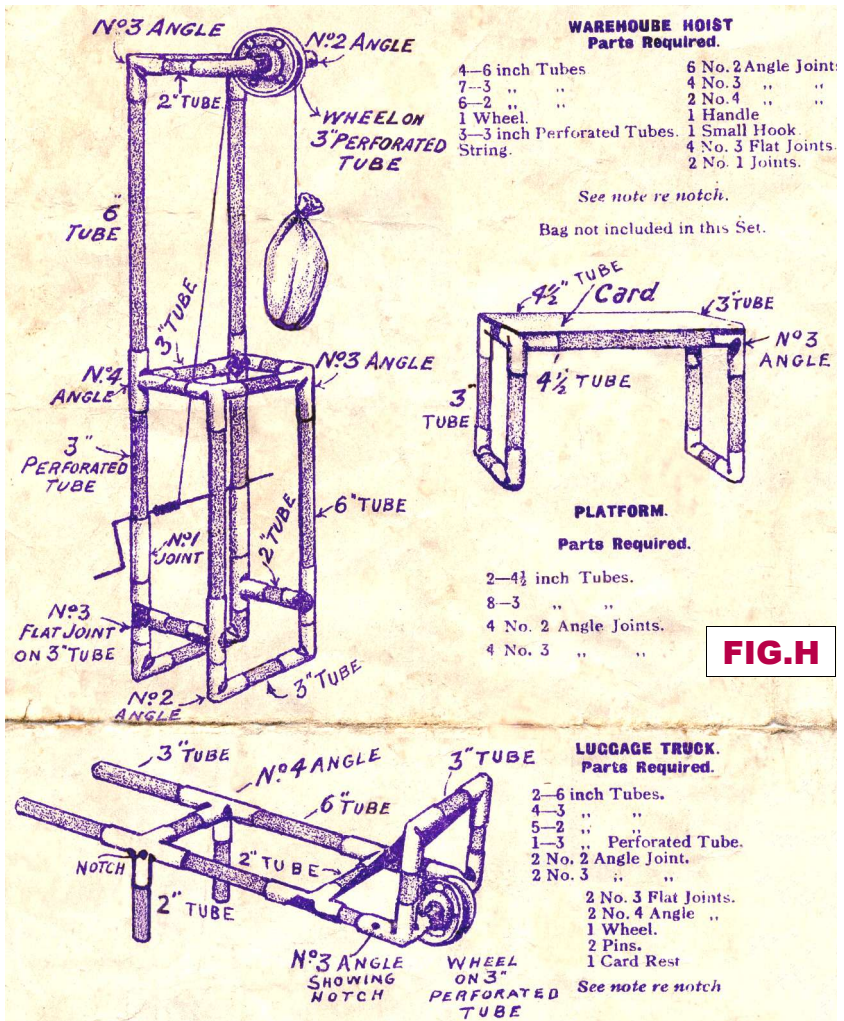 Nº3 ANGLE
Nº2 ANGLE
2" TUBE
WHEEL ON
3" PERFORATED
TUBE
6"
TUBE
3" TUBE
Nº4
ANGLE
Nº3 ANGLE
3"
PERFORATED
TUBE
6" TUBE
2" TUBE
Nº1
JOINT
Nº3
FLAT JOINT
ON 3" TUBE
Nº2
ANGLE
3" TUBE
WAREHOUBE HOIST
Parts Required.
4—6 inch Tubes
7—3 ,, ,,
6—2 ,, ,,
1 Wheel.
3—3 inch Perforated Tubes.
String.
6 No. 2 Angle Joint
4 No. 3 ,, ,,
2 No. 4 ,, ,,
1 Handle
1 Small Hook
4 No. 3 Flat Joints.
2 No. 1 Joints.
See note re notch.
Bag not included in this Set.
4½" TUBE
Card
3" TUBE
Nº3
ANGLE
4½" TUBE
3"
TUBE
PLATFORM.
Parts Required.
2—4½ inch Tubes.
8—3 ,, ,,
4 No. 2 Angle Joints.
4 No. 3 ,, ,,
FIG.H
3" TUBE
Nº4 ANGLE
6" TUBE
3" TUBE
NOTCH
2" TUBE
2" TUBE
Nº3 ANGLE
SHOWING
NOTCH
WHEEL
ON 3"
PERFORATED
TUBE
LUGGAGE TRUCK.
Parts Required.
2—6 inch Tubes.
4—3 ,, ,,
5—2 ,, ,,
1—3 ,, Perforated Tube.
2 No. 2 Angle Joint.
2 No. 3 ,, ,,
2 No. 3 Flat Joints.
2 No. 4 Angle ,,
1 Wheel.
2 Pins.
1 Card Rest
See note re notch